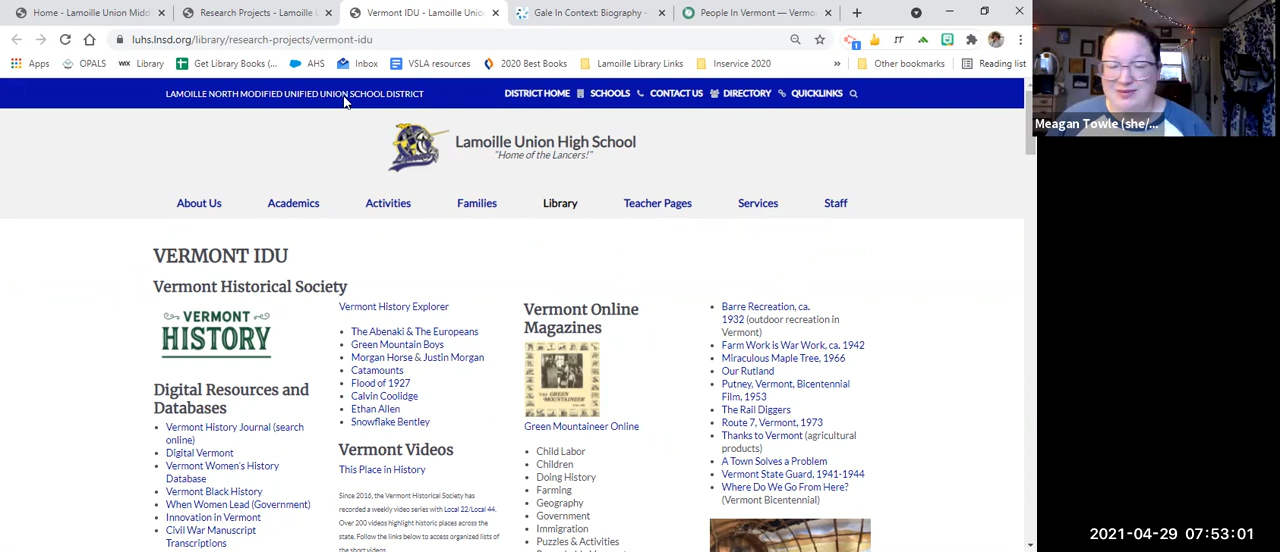 Home - Lamoille Union Midd
Research Projects - Lamoille L
Vermont IDU - Lamoille Union
Gale In Context: Biography -
People In Vermont — Vermo
luhs.lnsd.org/library/research-projects/vermont-idu
Apps
OPALS
WIX Library
Get Library Books (...
AHS
Inbox
VSLA resources
2020 Best Books
Lamoille Library Links
Inservice 2020
»
Other bookmarks
Reading list
LAMOILLE NORTH MODIFIED UNIFIED UNION SCHOOL DISTRICT
DISTRICT HOME
SCHOOLS
CONTACT US
DIRECTORY
QUICKLINKS
Lamoille Union High School
"Home of the Lancers!"
About Us
Academics
Activities
Families
Library
Teacher Pages
Services
Staff
VERMONT IDU
Vermont Historical Society
VERMONT
HISTORY
Digital Resources and
Databases
Vermont History Journal (search
online)
Digital Vermont
Vermont Women's History
Database
Vermont Black History
When Women Lead (Government)
Innovation in Vermont
Civil War Manuscript
Transcriptions
Vermont History Explorer
The Abenaki & The Europeans
Green Mountain Boys
Morgan Horse & Justin Morgan
Catamounts
Flood of 1927
Calvin Coolidge
Ethan Allen
Snowflake Bentley
Vermont Videos
This Place in History
Since 2016, the Vermont Historical Society has
recorded a weekly video series with Local 22/Local 44.
Over 200 videos highlight historic places across the
state. Follow the links below to access organized lists of
the short videos.
Vermont Online
Magazines
Green Mountaineer Online
Child Labor
Children
Doing History
Farming
Geography
Government
Immigration
Puzzles & Activities
Barre Recreation, ca.
1932 (outdoor recreation in
Vermont)
Farm Work is War Work, ca. 1942
Miraculous Maple Tree, 1966
Our Rutland
Putney, Vermont, Bicentennial
Film, 1953
The Rail Diggers
Route 7, Vermont, 1973
Thanks to Vermont (agricultural
products)
A Town Solves a Problem
Vermont State Guard, 1941-1944
Where Do We Go From Here?
(Vermont Bicentennial)
Meagan Towle (she/...
2021-04-29 07:53:01